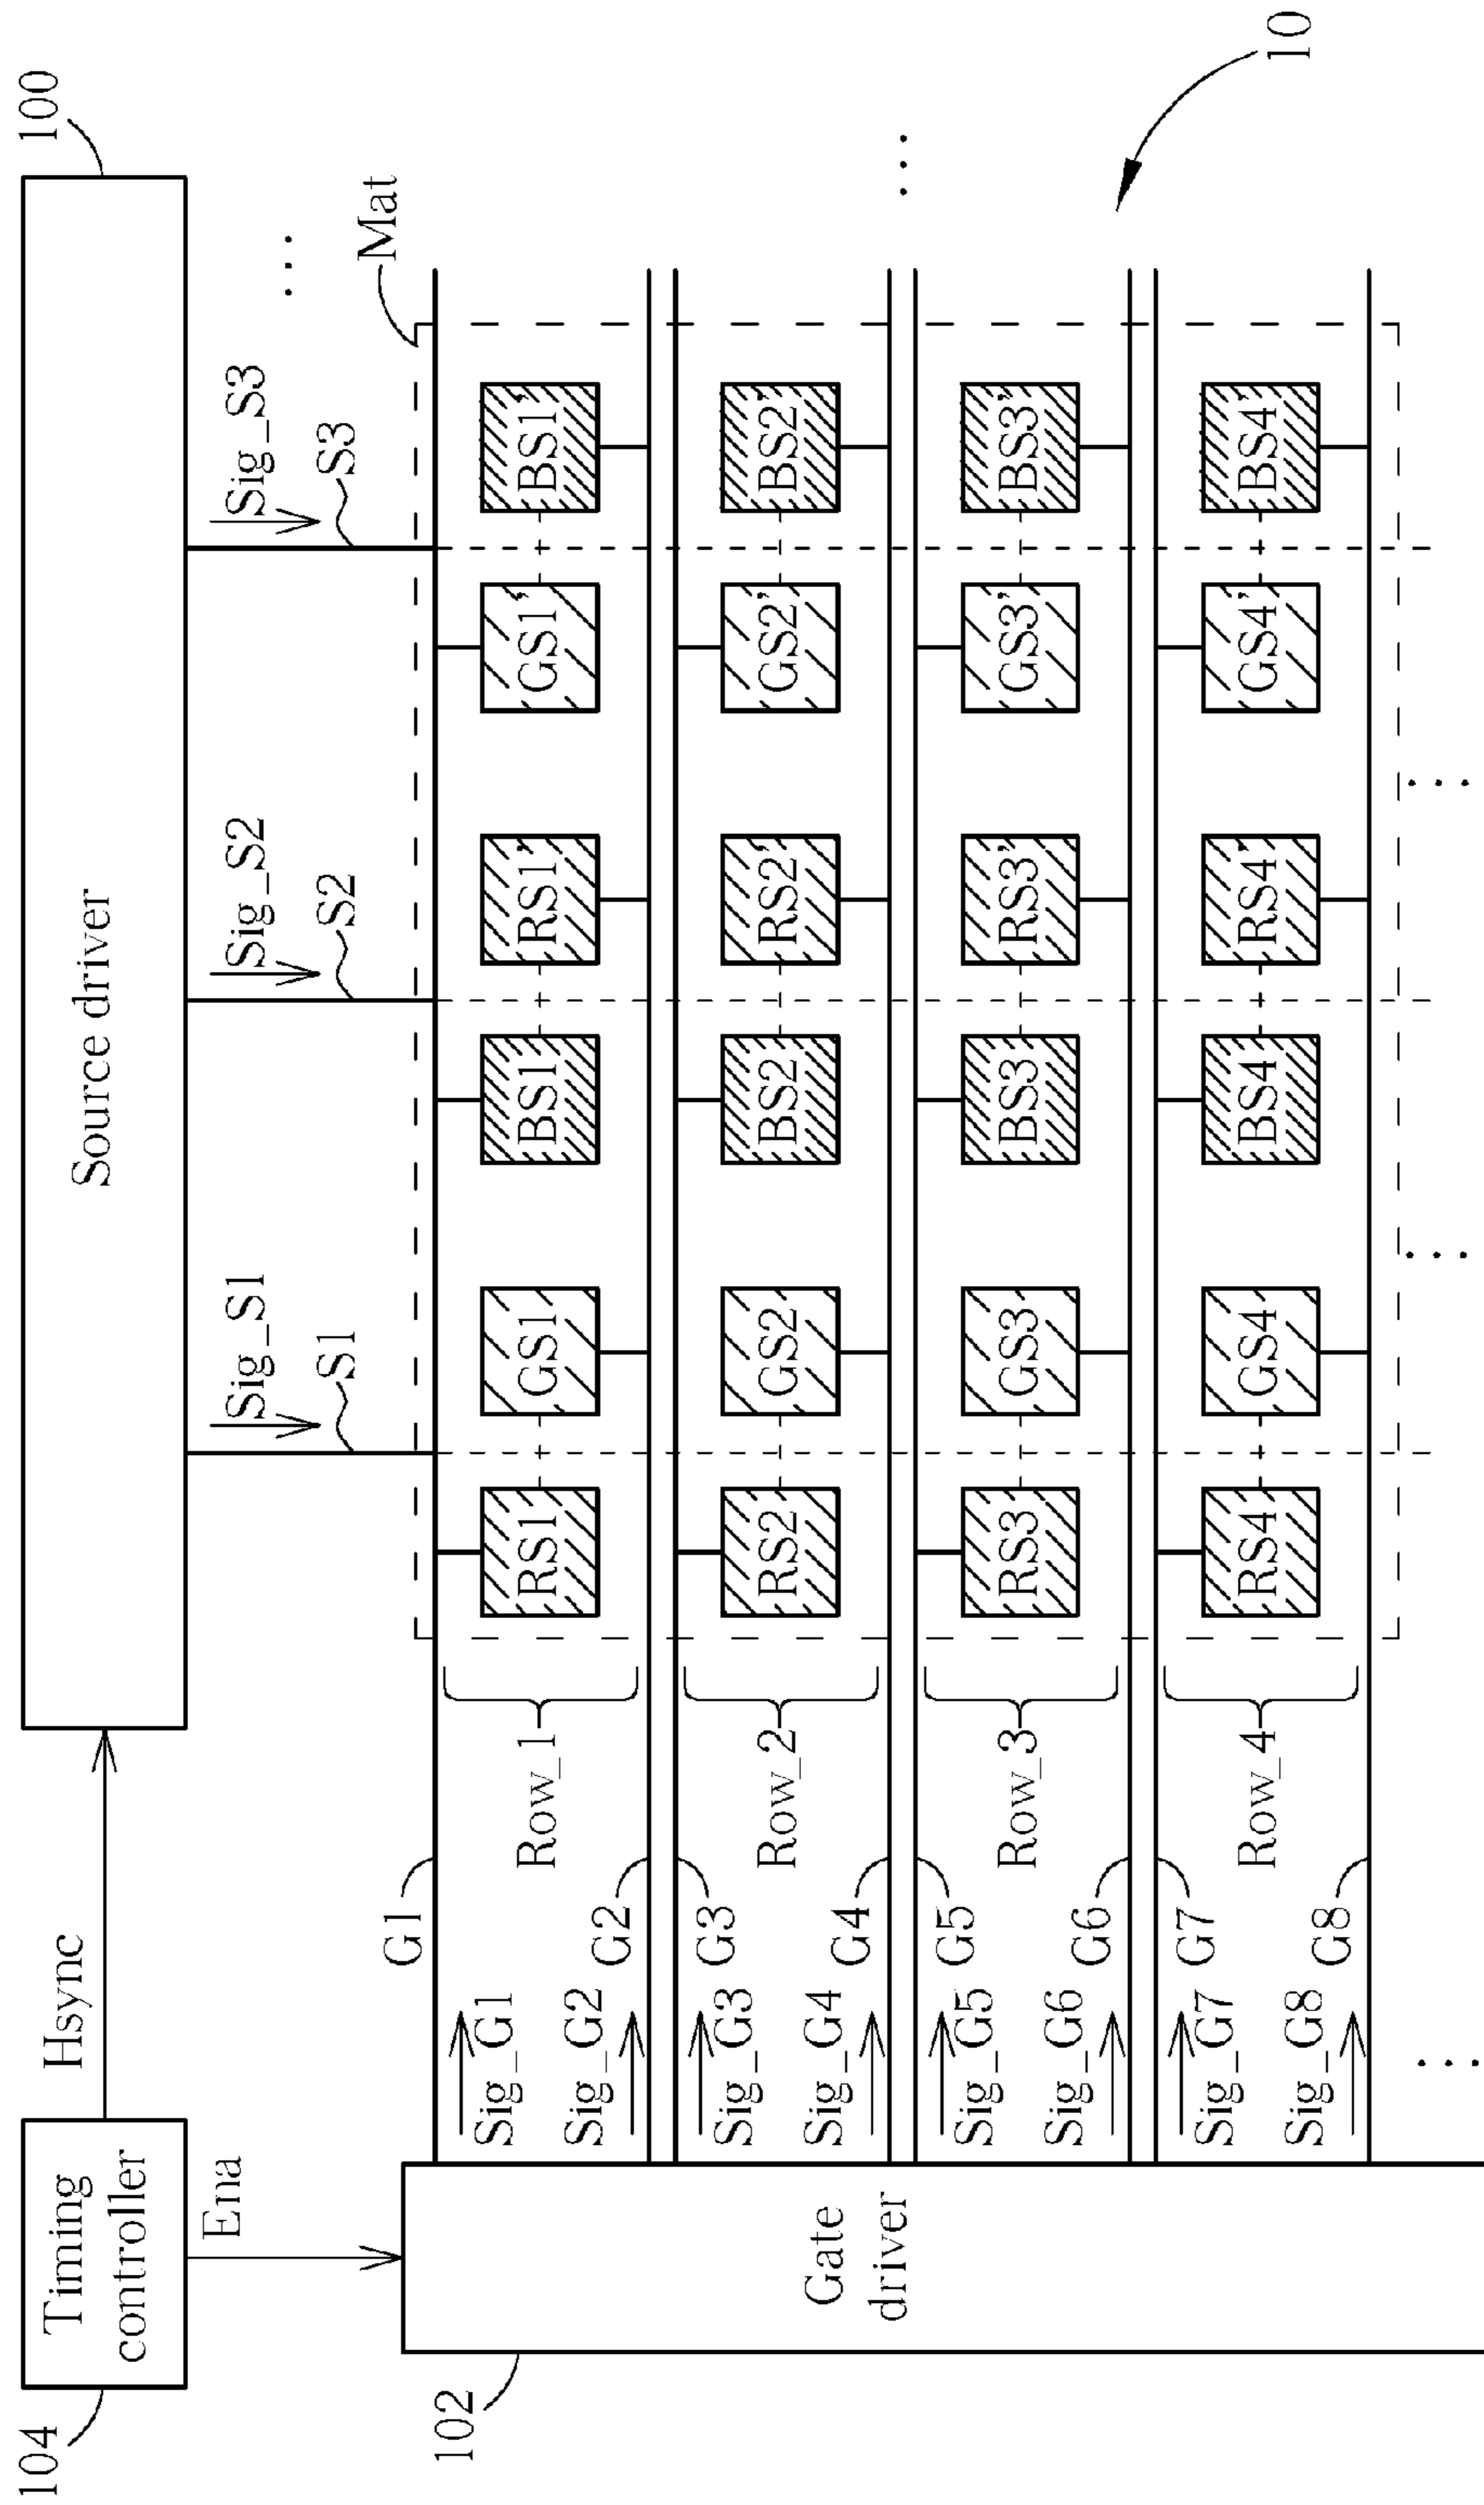 104
Timing
controller
Hsync
Source driver
100
Ena
Sig_S1
S1
Sig_S2
S2
Sig_S3
S3
...
Mat
102
Gate
driver
Sig_G1
G1
Row_1
RS1
GS1
BS1
RS1'
GS1'
BS1'
Sig_G2
G2
Sig_G3
G3
Row_2
RS2
GS2
BS2
RS2'
GS2'
BS2'
...
Sig_G4
G4
Sig_G5
G5
Row_3
RS3
GS3
BS3
RS3'
GS3'
BS3'
Sig_G6
G6
Sig_G7
G7
Row_4
RS4
GS4
BS4
RS4'
GS4'
BS4'
Sig_G8
G8
...
...
...
10